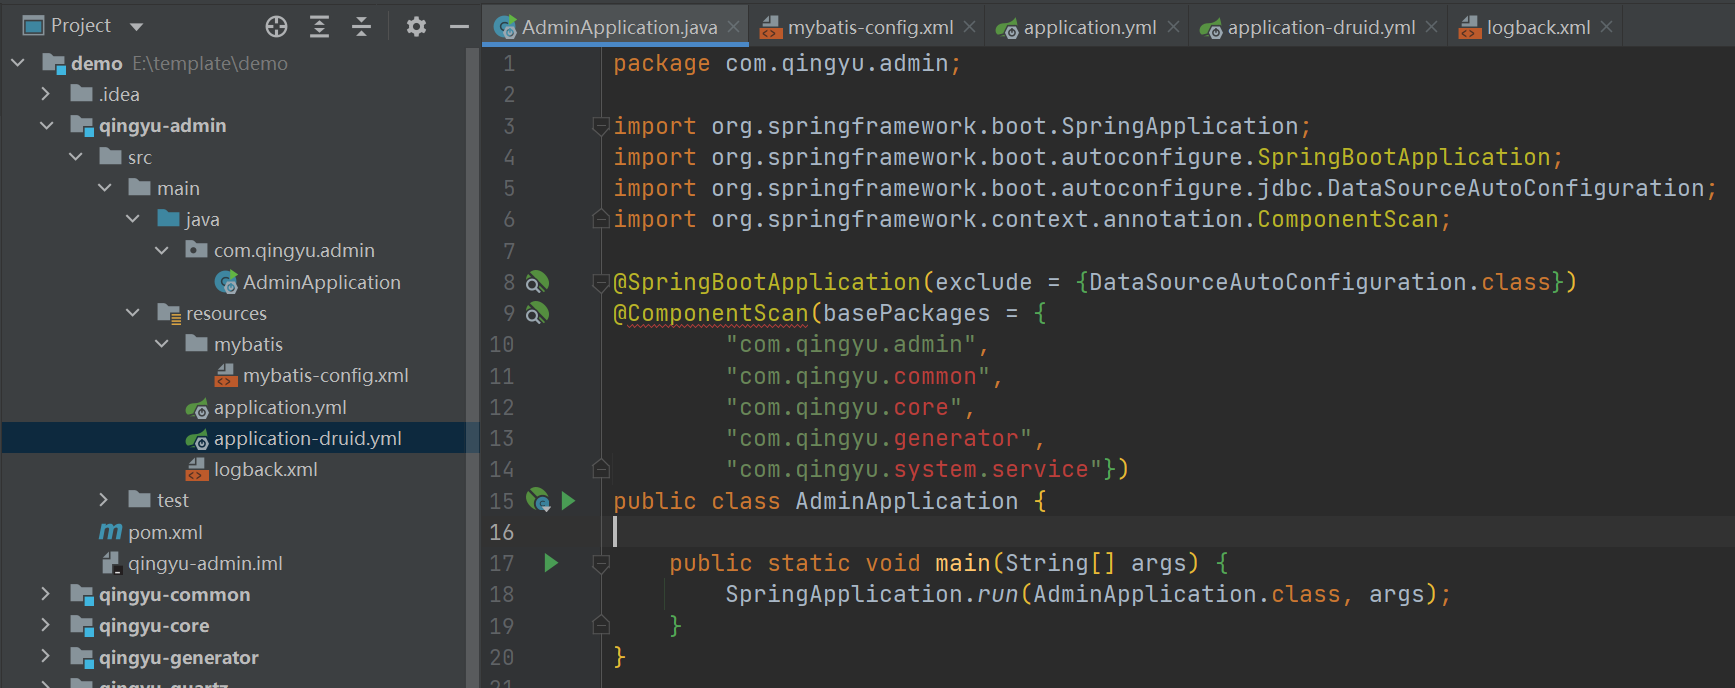 Project
demo E:\template\demo
.idea
qingyu-admin
src
main
java
com.qingyu.admin
AdminApplication
resources
mybatis
mybatis-config.xml
application.yml
application-druid.yml
logback.xml
test
pom.xml
qingyu-admin.iml
qingyu-common
qingyu-core
qingyu-generator
qingyu-quartz
AdminApplication.java mybatis-config.xml application.yml application-druid.yml logback.xml
1 package com.qingyu.admin;
2
3 import org.springframework.boot.SpringApplication;
4 import org.springframework.boot.autoconfigure.SpringBootApplication;
5 import org.springframework.boot.autoconfigure.jdbc.DataSourceAutoConfiguration;
6 import org.springframework.context.annotation.ComponentScan;
7
8 @SpringBootApplication(exclude = {DataSourceAutoConfiguration.class})
9 @ComponentScan(basePackages = {
10 "com.qingyu.admin",
11 "com.qingyu.common",
12 "com.qingyu.core",
13 "com.qingyu.generator",
14 "com.qingyu.system.service"})
15 public class AdminApplication {
16
17 public static void main(String[] args) {
18 SpringApplication.run(AdminApplication.class, args);
19 }
20 }
21